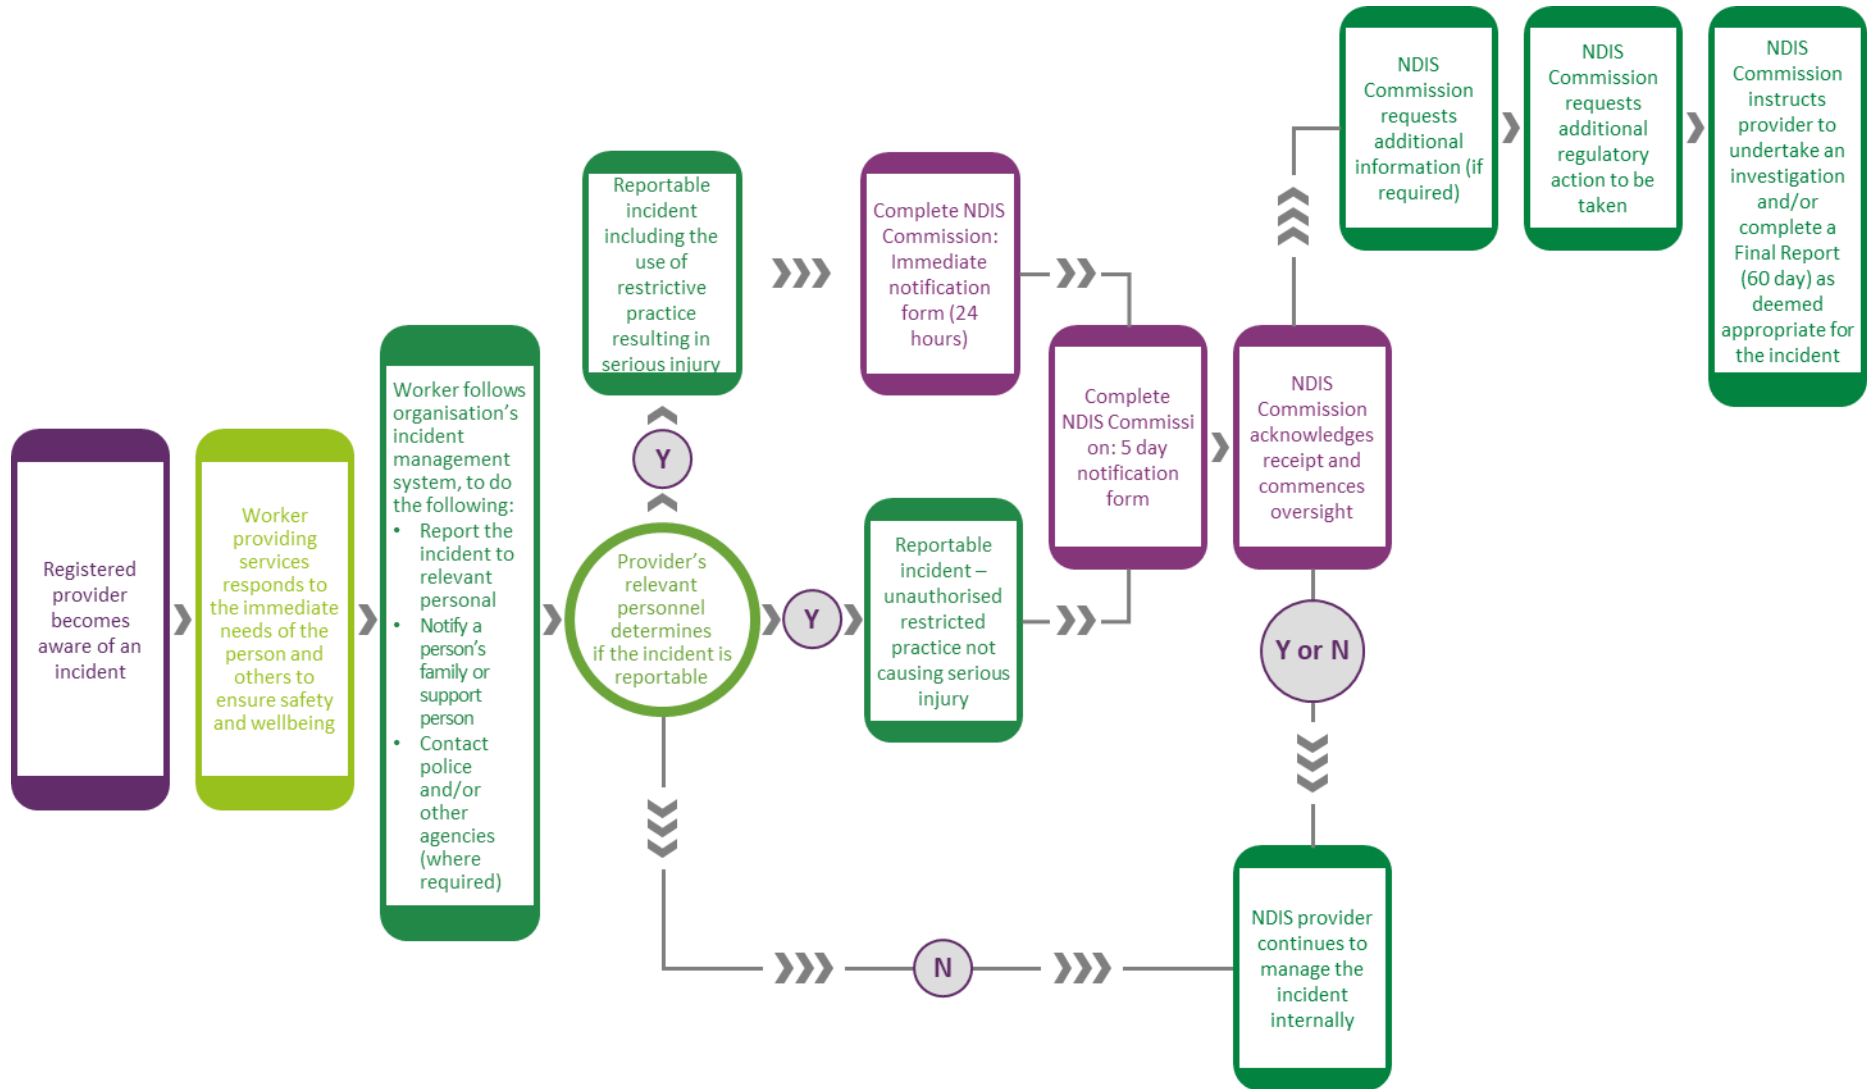 Registered
provider
becomes
aware of an
incident
Worker
providing
services
responds to
the immediate
needs of the
person and
others to
ensure safety
and wellbeing
Worker follows
organisation’s
incident
management
system, to do
the following:
• Report the
incident to
relevant
personal
• Notify a
person’s
family or
support
person
• Contact
police
and/or
other
agencies
(where
required)
Provider’s
relevant
personnel
determines
if the incident is
reportable
Y
Reportable
incident
including the
use of
restrictive
practice
resulting in
serious injury
Complete NDIS
Commission:
Immediate
notification
form (24
hours)
Y
Reportable
incident –
unauthorised
restricted
practice not
causing serious
injury
Complete
NDIS Commissi
on: 5 day
notification
form
NDIS
Commission
acknowledges
receipt and
commences
oversight
NDIS
Commission
requests
additional
information (if
required)
NDIS
Commission
requests
additional
regulatory
action to be
taken
NDIS
Commission
instructs
provider to
undertake an
investigation
and/or
complete a
Final Report
(60 day) as
deemed
appropriate for
the incident
Y or N
N
NDIS provider
continues to
manage the
incident
internally